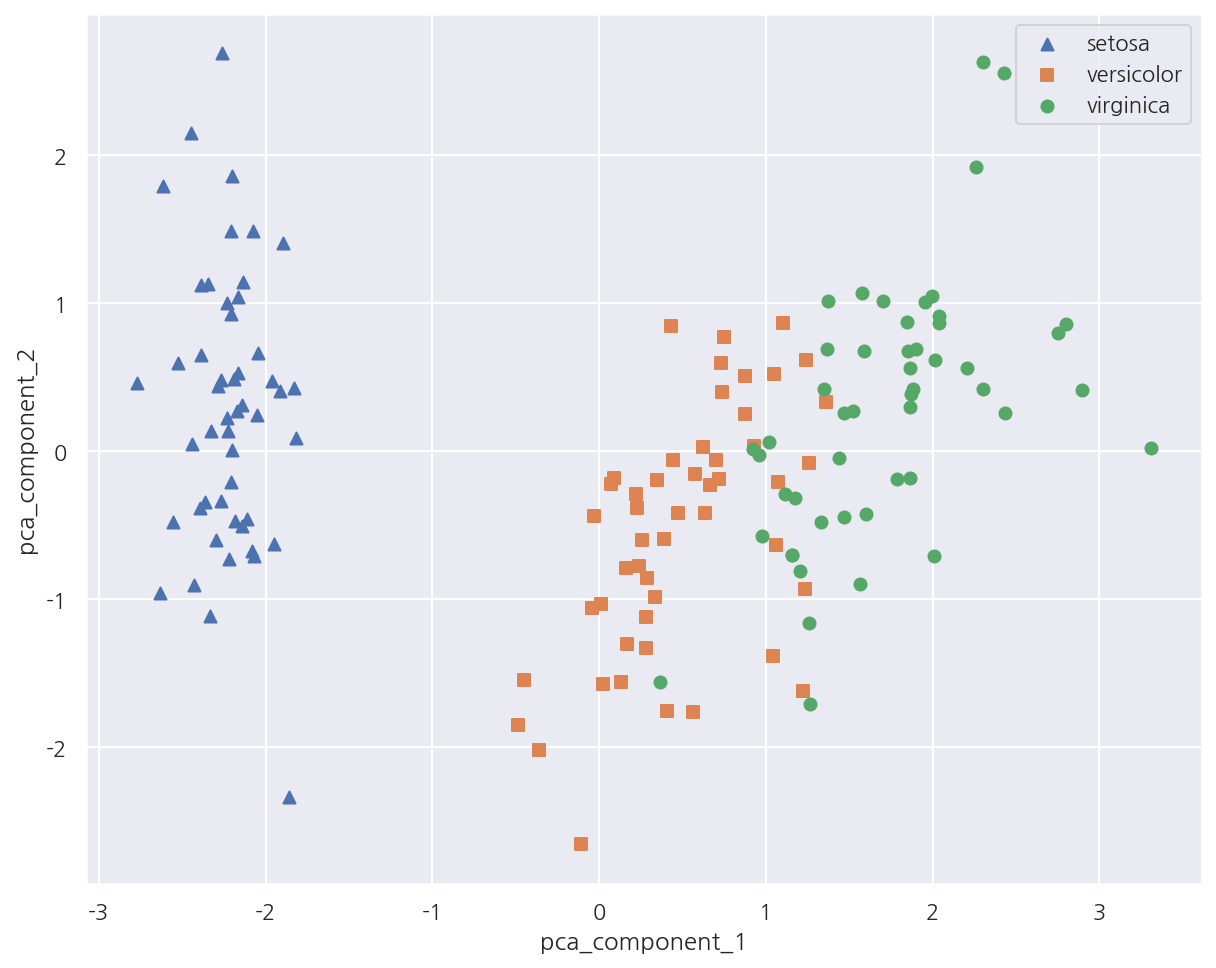 setosa
versicolor
virginica
2
1
0
-1
-2
pca_component_2
-3
-2
-1
0
1
2
3
pca_component_1